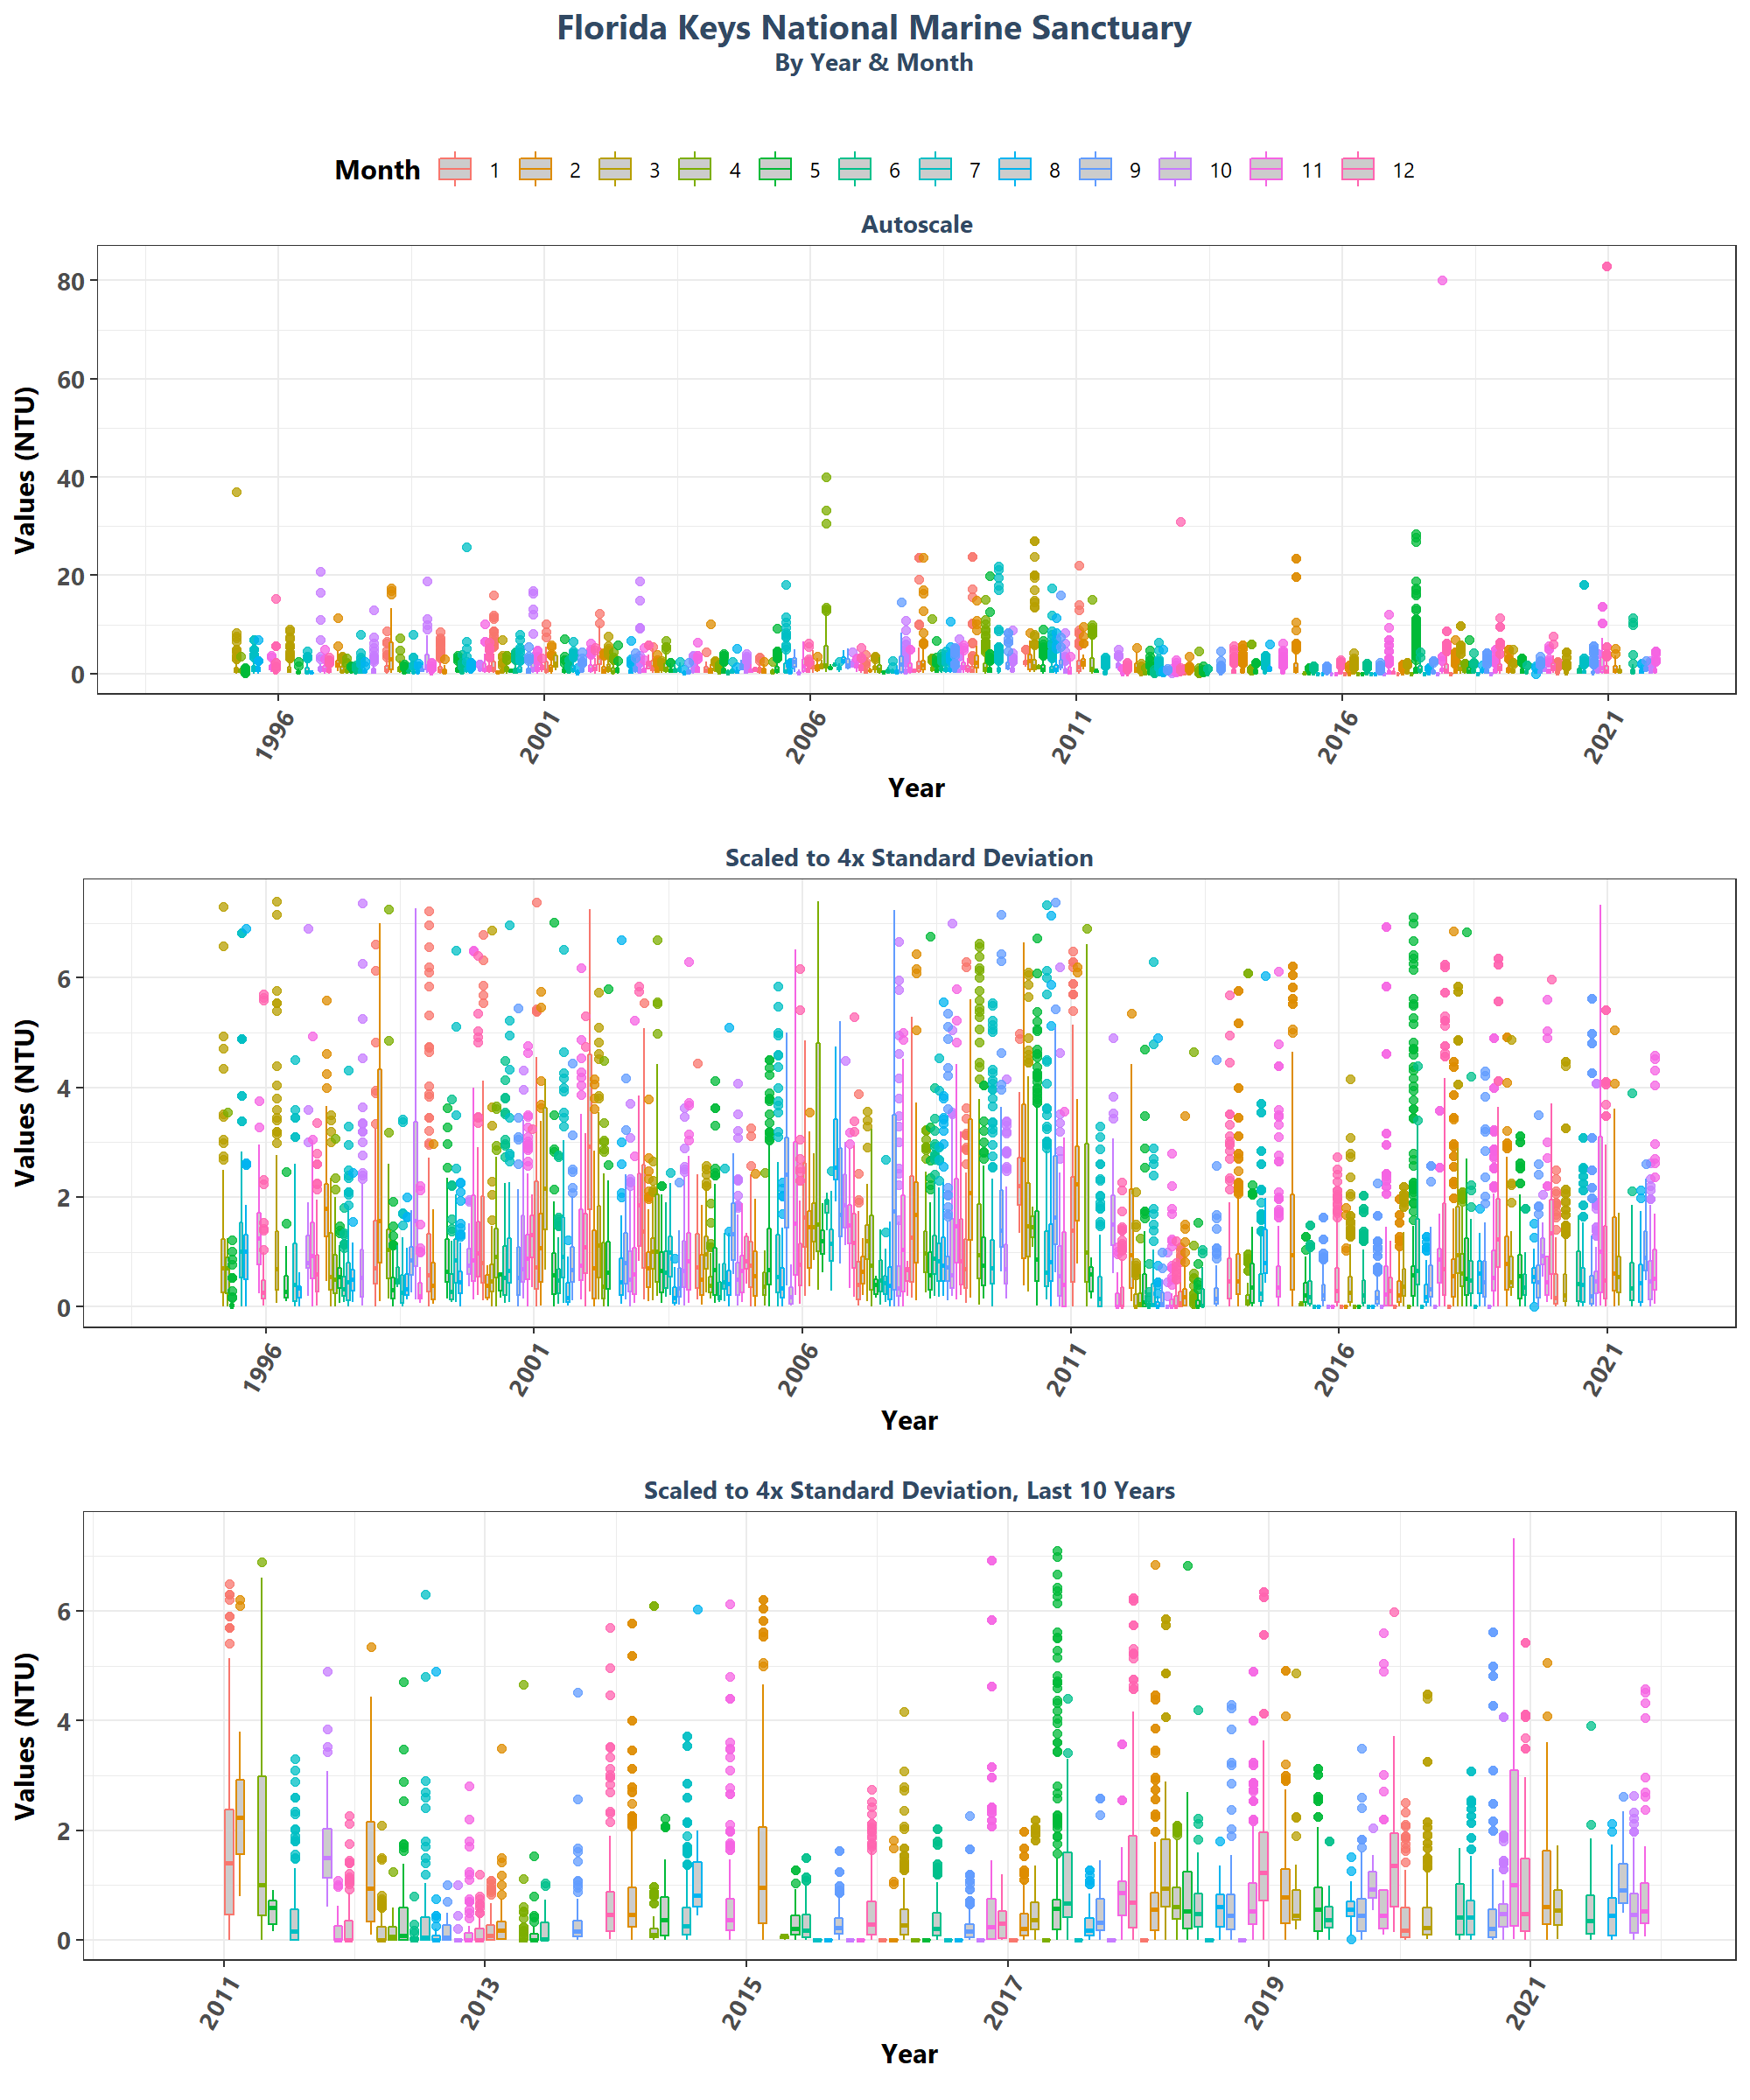 Florida Keys National Marine Sanctuary
By Year & Month
Month 1 2 3 4 5 6 7 8 9 10 11 12
Autoscale
80
60
40
20
0
Values (NTU)
1996 2001 2006 2011 2016 2021
Year
Scaled to 4x Standard Deviation
6
4
2
0
Values (NTU)
1996 2001 2006 2011 2016 2021
Year
Scaled to 4x Standard Deviation, Last 10 Years
6
4
2
0
Values (NTU)
2011 2013 2015 2017 2019 2021
Year